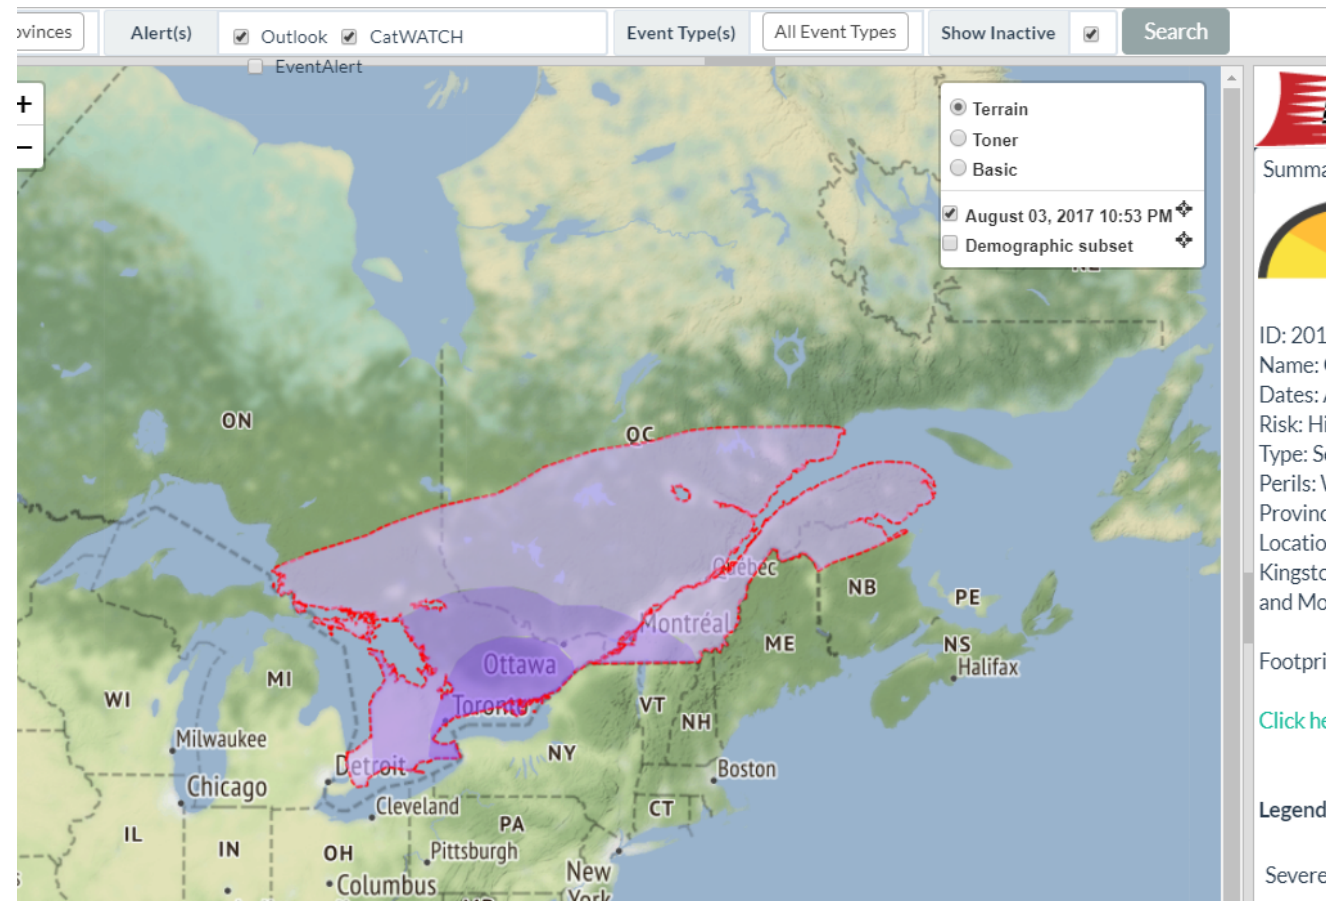 ovinces
Alert(s)
Outlook
CatWATCH
EventAlert
Event Type(s)
All Event Types
Show Inactive
Search
+
−
Terrain
Toner
Basic
August 03, 2017 10:53 PM
Demographic subset
ON
QC
Québec
NB
PE
Montréal
ME
NS
Halifax
Ottawa
MI
WI
Toronto
VT
NH
Milwaukee
NY
Detroit
Boston
Chicago
Cleveland
CT
PA
IL
IN
OH
Pittsburgh
New
York
Columbus
Summa
ID: 201
Name:
Dates:
Risk: Hi
Type: Se
Perils:
Provinc
Locatio
Kingsto
and Mo
Footpri
Click he
Legend
Severe